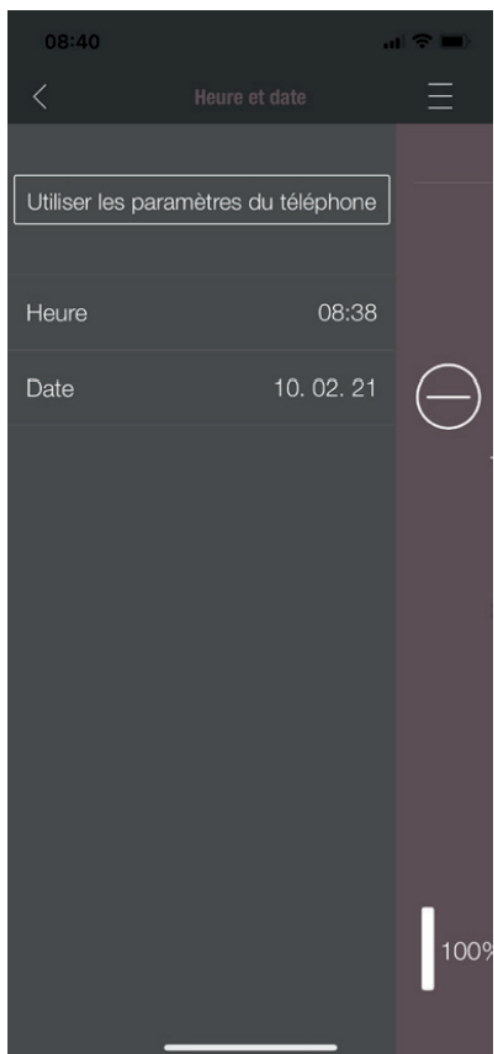 08:40
Heure et date
Utiliser les paramètres du téléphone
Heure 08:38
Date 10. 02. 21
100%